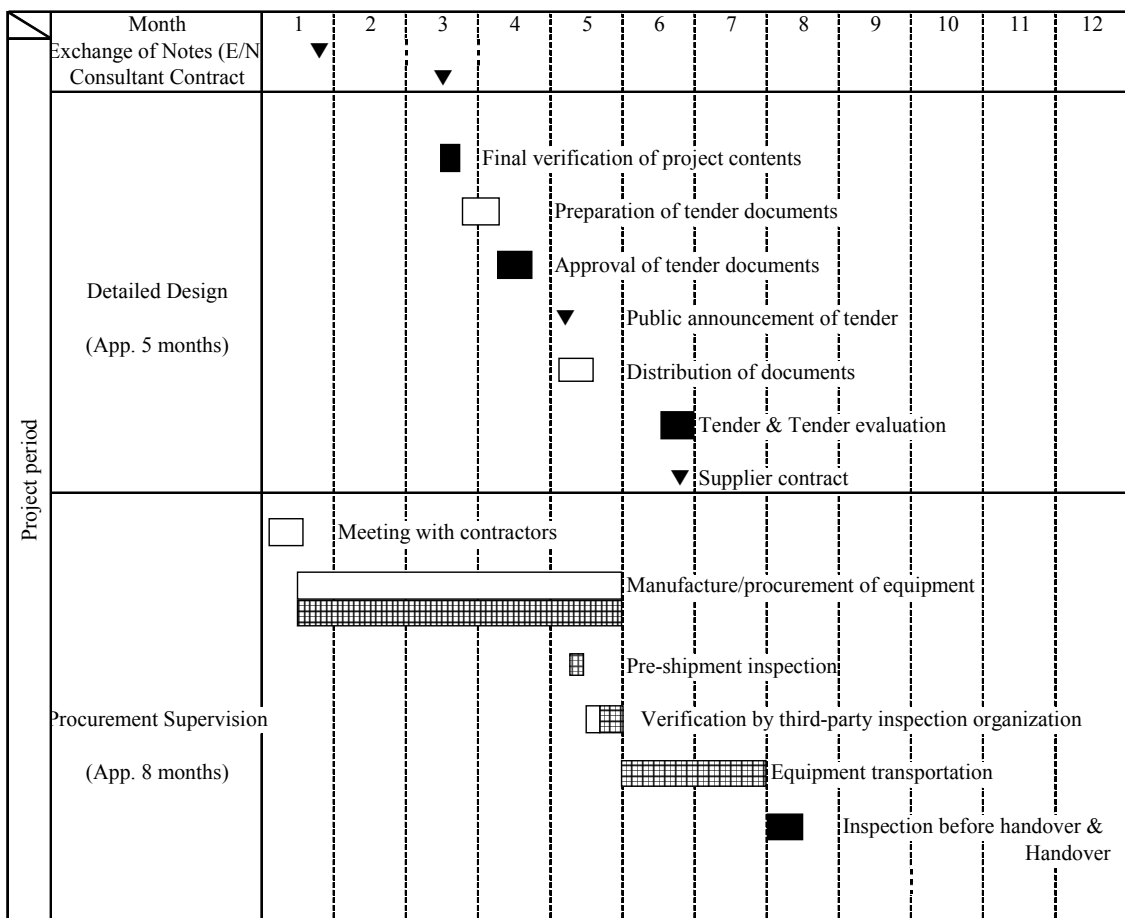 Month 1 2 3 4 5 6 7 8 9 10 11 12
Exchange of Notes (E/N
Consultant Contract
Final verification of project contents
Preparation of tender documents
Approval of tender documents
Detailed Design
Public announcement of tender
(App. 5 months)
Distribution of documents
Tender & Tender evaluation
Supplier contract
Project period
Meeting with contractors
Manufacture/procurement of equipment
Pre-shipment inspection
Procurement Supervision
Verification by third-party inspection organization
(App. 8 months)
Equipment transportation
Inspection before handover &
Handover